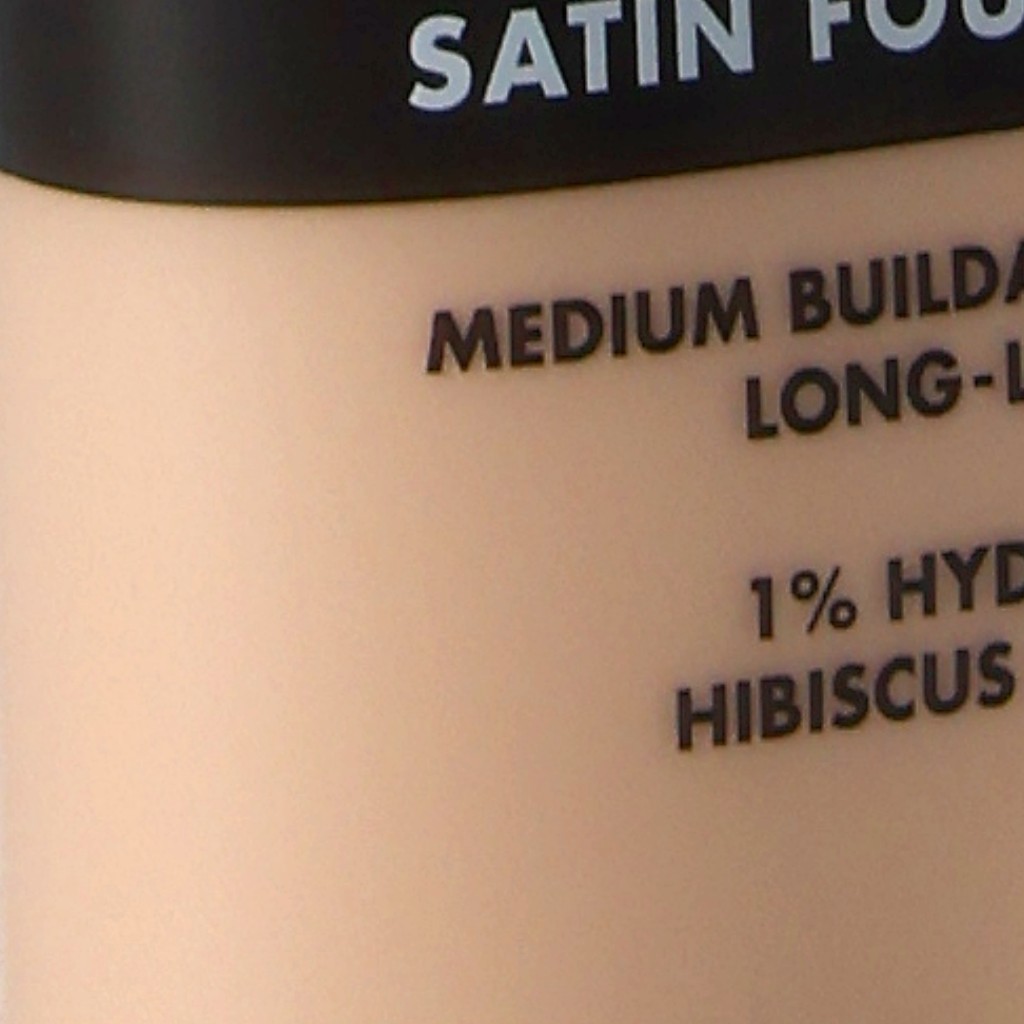 SATIN FOU
MEDIUM BUILDA
LONG-L
1% HYD
HIBISCUS